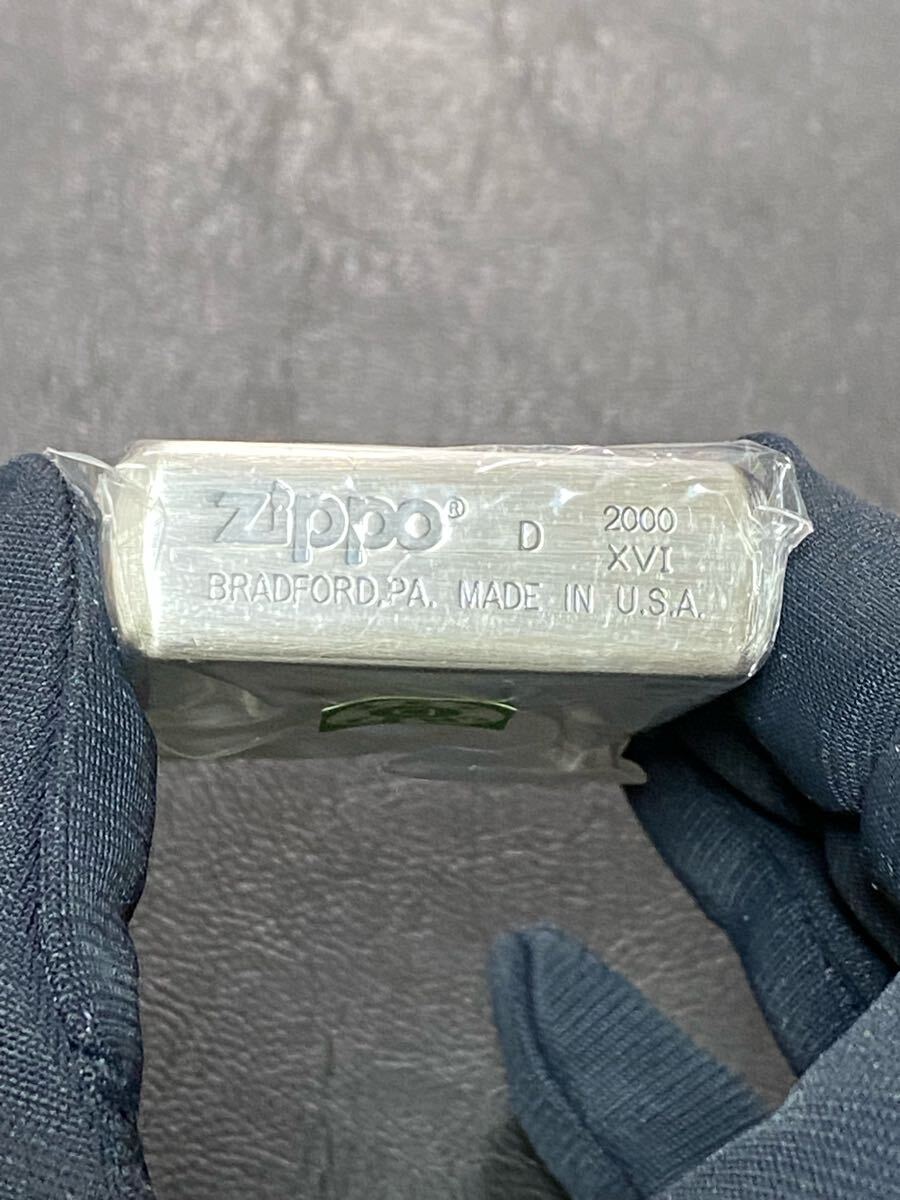 Zippo® D 2000
XVI
BRADFORD,PA. MADE IN U.S.A.